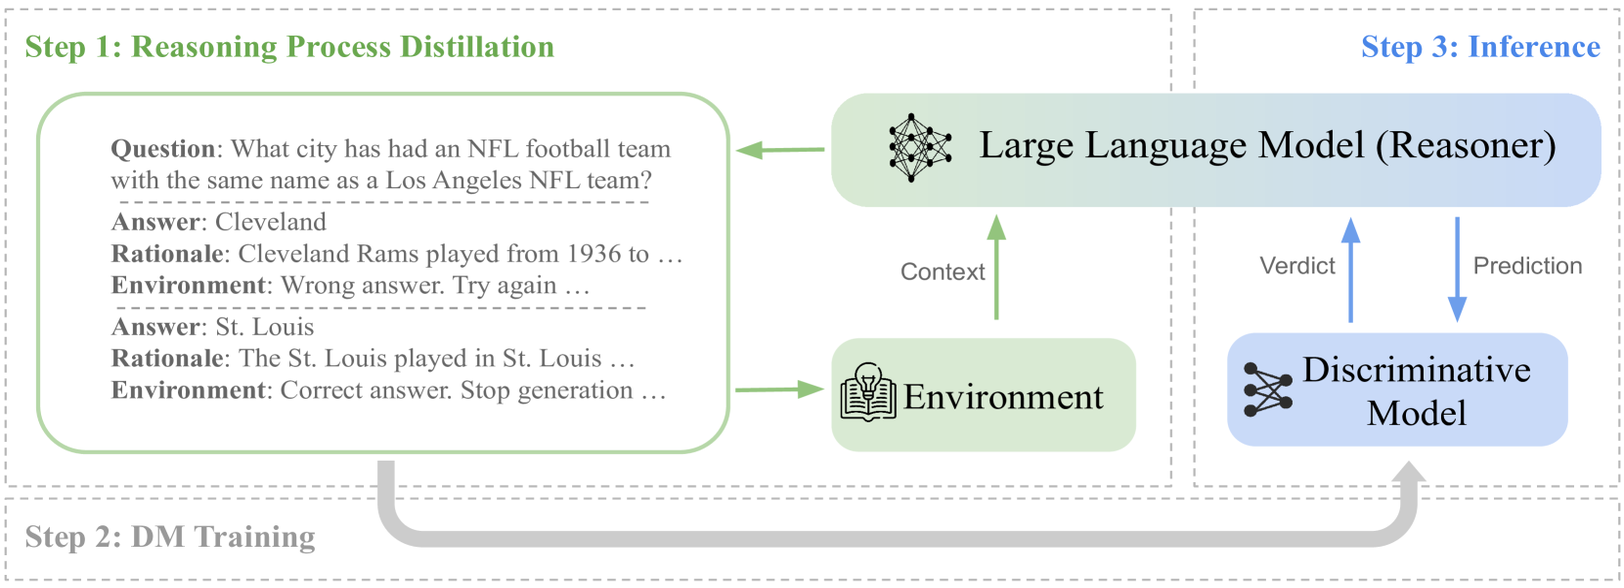 Step 1: Reasoning Process Distillation
Question: What city has had an NFL football team
with the same name as a Los Angeles NFL team?
Answer: Cleveland
Rationale: Cleveland Rams played from 1936 to …
Environment: Wrong answer. Try again …
Answer: St. Louis
Rationale: The St. Louis played in St. Louis …
Environment: Correct answer. Stop generation …
Context
Environment
Step 3: Inference
Large Language Model (Reasoner)
Verdict
Prediction
Discriminative
Model
Step 2: DM Training